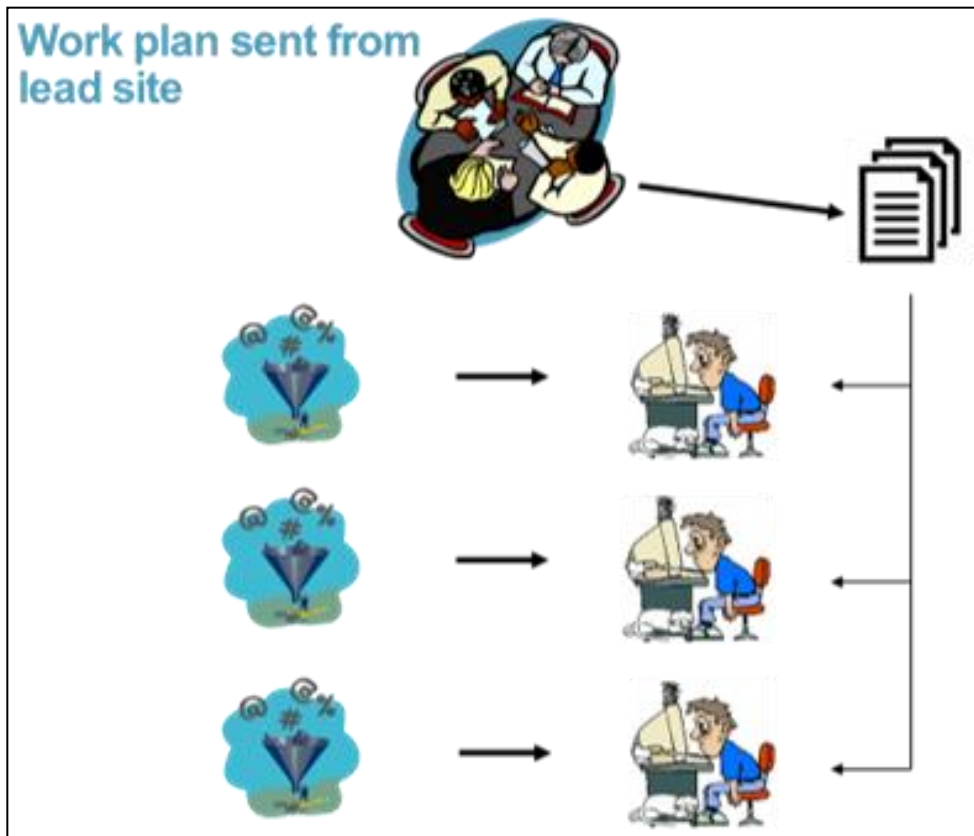 Work plan sent from
lead site
@ @ %
#
@ @ %
#
@ @ %
#